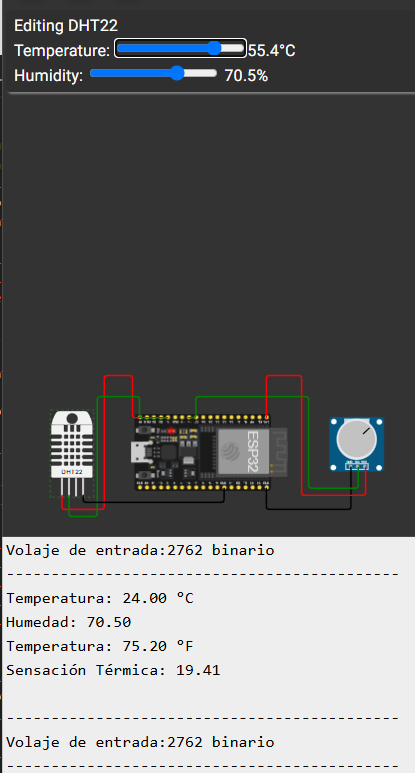 Editing DHT22
Temperature: 55.4°C
Humidity: 70.5%
ESP32
DHT22
Volaje de entrada:2762 binario
------------------------------------------
Temperatura: 24.00 °C
Humedad: 70.50
Temperatura: 75.20 °F
Sensación Térmica: 19.41
------------------------------------------
Volaje de entrada:2762 binario
------------------------------------------